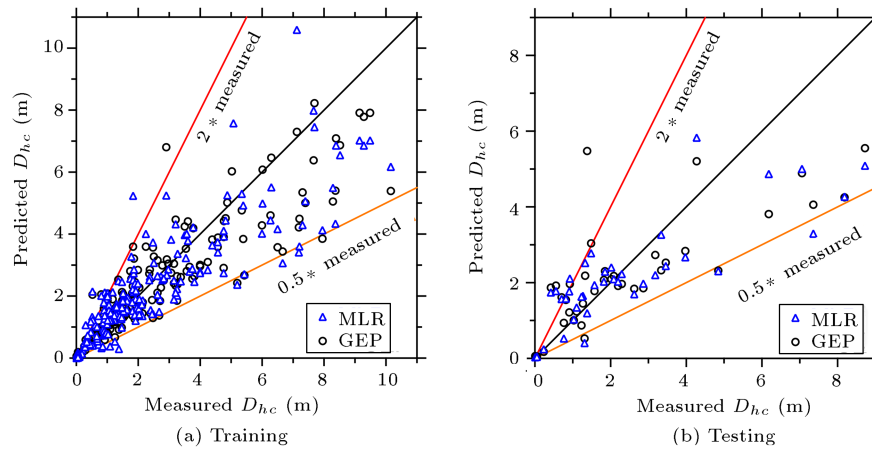 10
8
6
4
2
0
0
2
4
6
8
10
Predicted D_hc (m)
Measured D_hc (m)
2 * measured
0.5 * measured
MLR
GEP
(a) Training
8
6
4
2
0
0
2
4
6
8
Predicted D_hc (m)
Measured D_hc (m)
2 * measured
0.5 * measured
MLR
GEP
(b) Testing